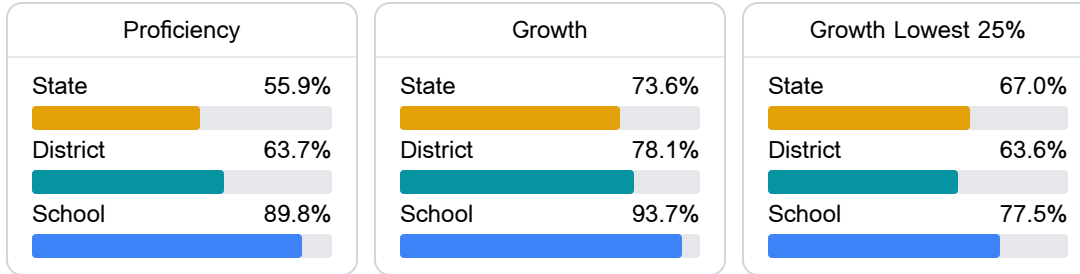 Proficiency
State 55.9%
District 63.7%
School 89.8%
Growth
State 73.6%
District 78.1%
School 93.7%
Growth Lowest 25%
State 67.0%
District 63.6%
School 77.5%